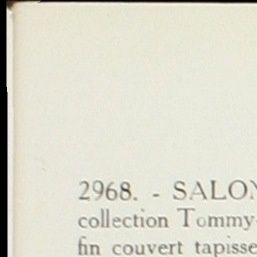 2968. - SALON
collection Tommy-
fin couvert tapisse